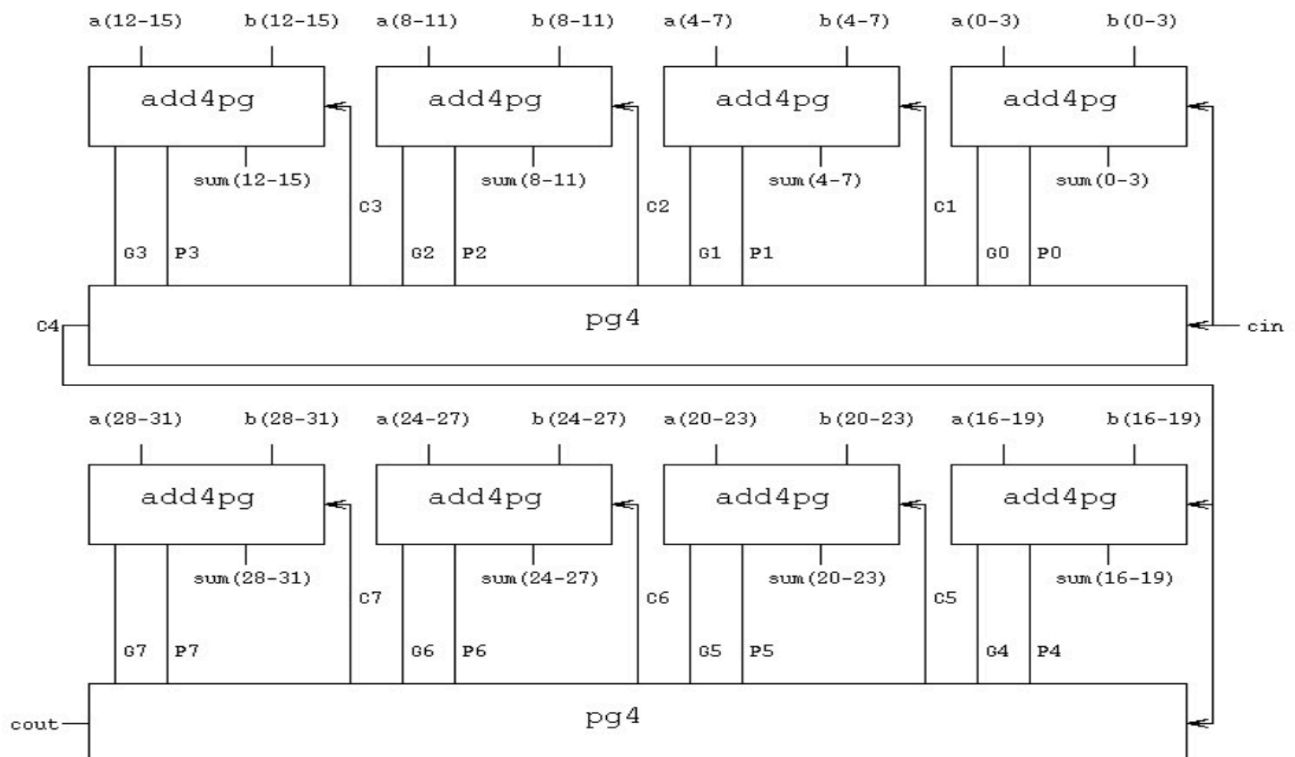 a(12-15) b(12-15) a(8-11) b(8-11) a(4-7) b(4-7) a(0-3) b(0-3)
add4pg add4pg add4pg add4pg
sum(12-15) sum(8-11) sum(4-7) sum(0-3)
C3 C2 C1
G3 P3 G2 P2 G1 P1 G0 P0
pg4
C4 cin
a(28-31) b(28-31) a(24-27) b(24-27) a(20-23) b(20-23) a(16-19) b(16-19)
add4pg add4pg add4pg add4pg
sum(28-31) sum(24-27) sum(20-23) sum(16-19)
C7 C6 C5
G7 P7 G6 P6 G5 P5 G4 P4
pg4
cout